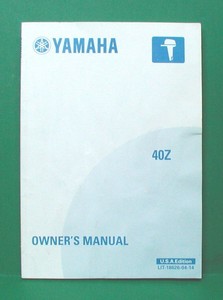 YAMAHA
40Z
OWNER'S MANUAL
U.S.A. Edition
LIT-18626-04-14